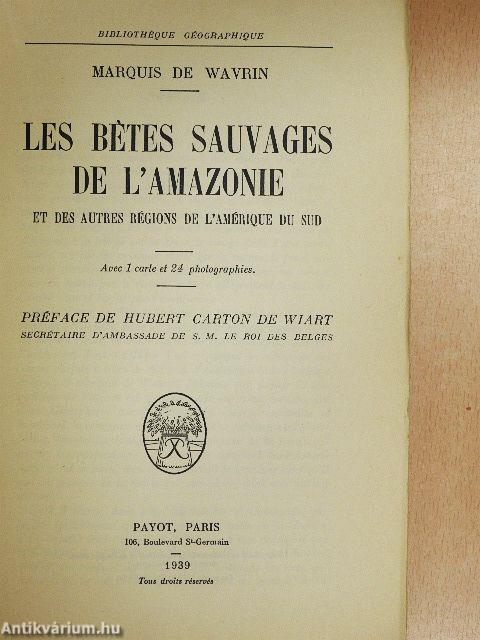 BIBLIOTHÈQUE GÉOGRAPHIQUE
MARQUIS DE WAVRIN
LES BÊTES SAUVAGES
DE L'AMAZONIE
ET DES AUTRES RÉGIONS DE L'AMÉRIQUE DU SUD
Avec 1 carte et 24 photographies.
PRÉFACE DE HUBERT CARTON DE WIART
SECRÉTAIRE D'AMBASSADE DE S. M. LE ROI DES BELGES
PAYOT, PARIS
106, Boulevard St-Germain
1939
Tous droits réservés
Antikvárium.hu